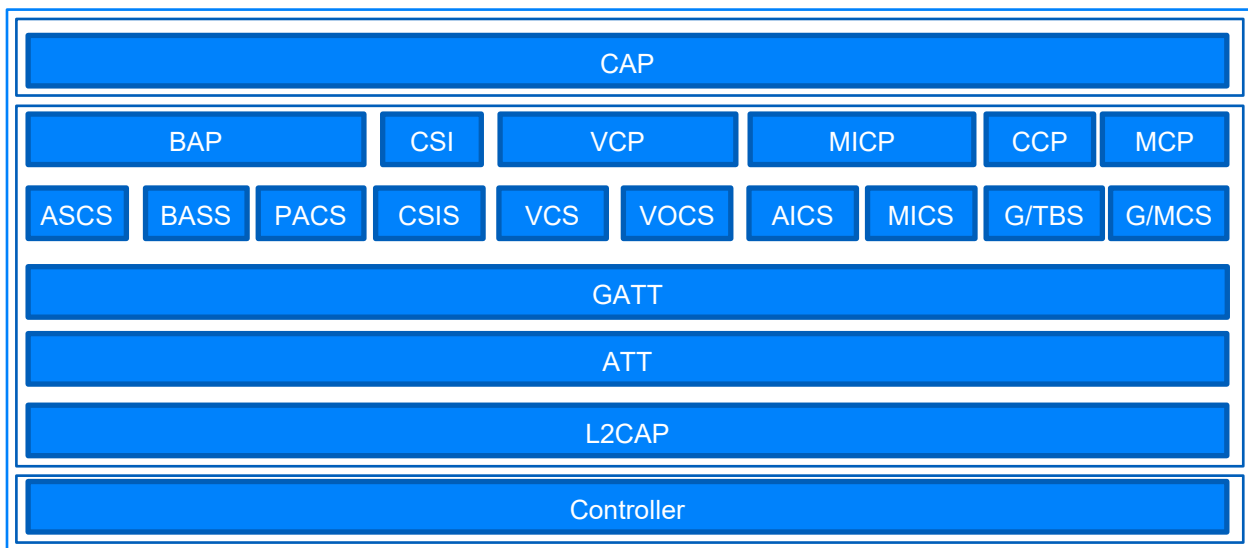 CAP
BAP CSI VCP MICP CCP MCP
ASCS BASS PACS CSIS VCS VOCS AICS MICS G/TBS G/MCS
GATT
ATT
L2CAP
Controller